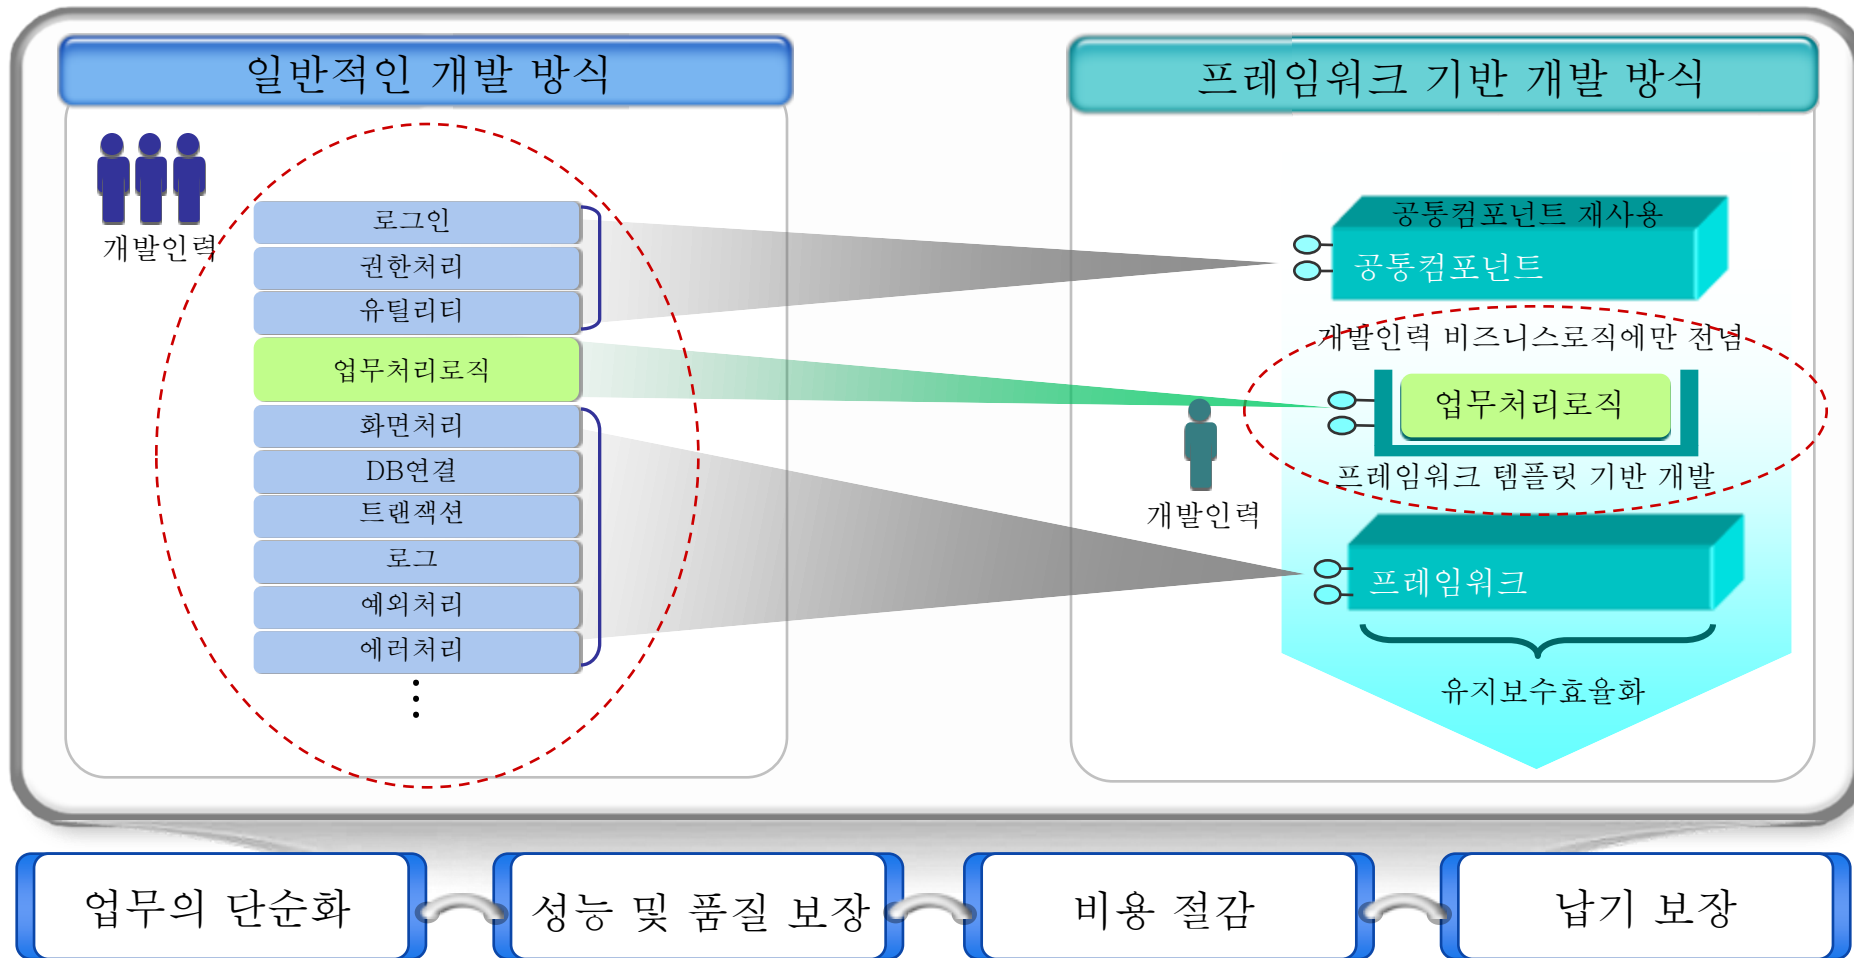 일반적인 개발 방식
개발인력
로그인
권한처리
유틸리티
업무처리로직
화면처리
DB연결
트랜잭션
로그
예외처리
에러처리
프레임워크 기반 개발 방식
공통컴포넌트 재사용
공통컴포넌트
개발인력 비즈니스로직에만 전념
업무처리로직
프레임워크 템플릿 기반 개발
개발인력
프레임워크
유지보수효율화
업무의 단순화
성능 및 품질 보장
비용 절감
납기 보장